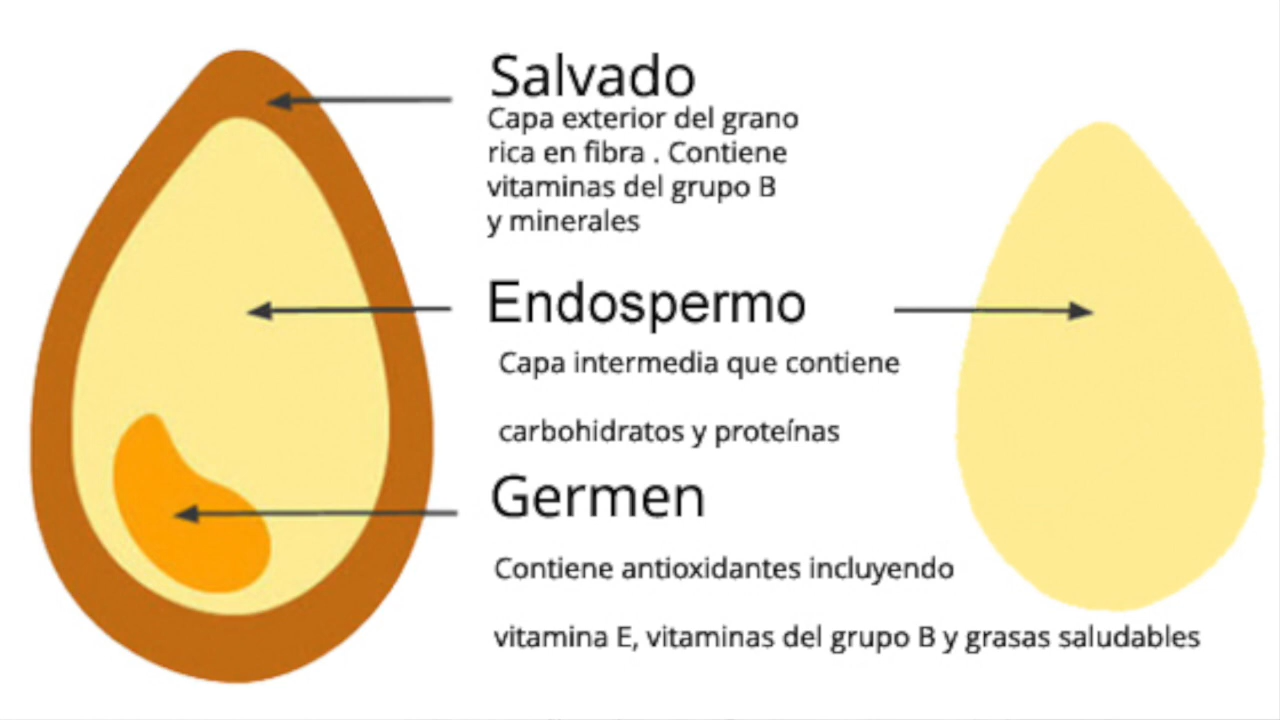 Salvado
Capa exterior del grano
rica en fibra . Contiene
vitaminas del grupo B
y minerales
Endospermo
Capa intermedia que contiene
carbohidratos y proteínas
Germen
Contiene antioxidantes incluyendo
vitamina E, vitaminas del grupo B y grasas saludables